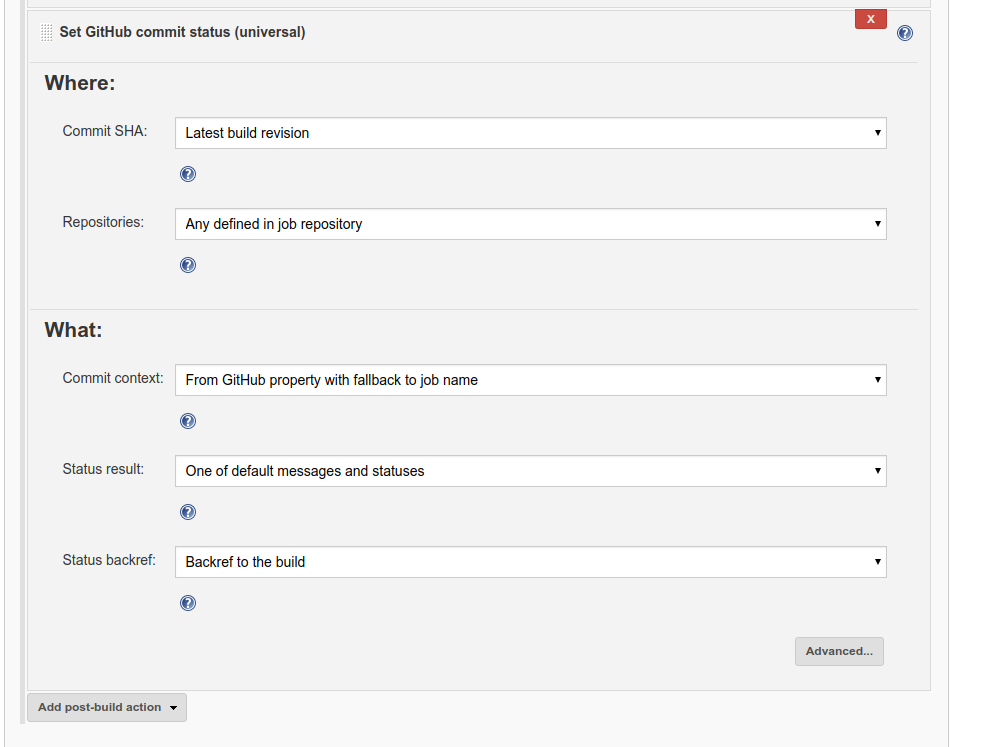 Set GitHub commit status (universal)
X
?
Where:
Commit SHA:
Latest build revision
?
Repositories:
Any defined in job repository
?
What:
Commit context:
From GitHub property with fallback to job name
?
Status result:
One of default messages and statuses
?
Status backref:
Backref to the build
?
Advanced...
Add post-build action